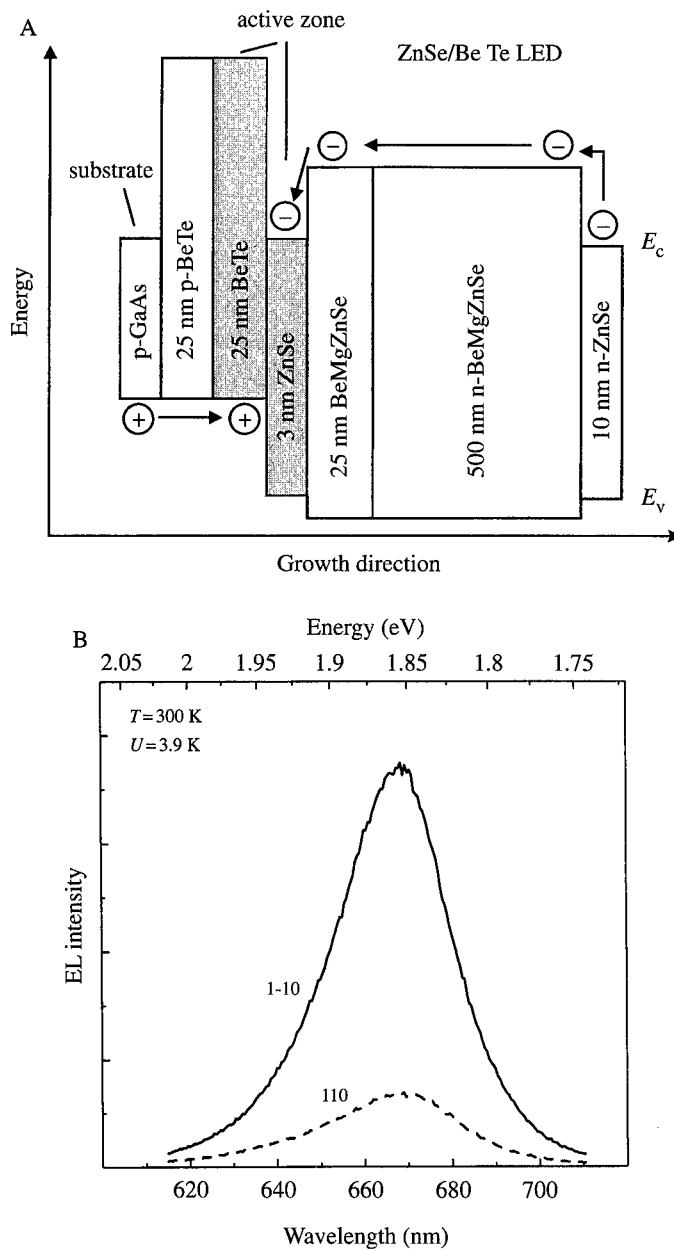 A
active zone
ZnSe/Be Te LED
substrate
Energy
p-GaAs
25 nm p-BeTe
25 nm BeTe
3 nm ZnSe
25 nm BeMgZnSe
500 nm n-BeMgZnSe
10 nm n-ZnSe
−
−
−
−
+
+
Ec
Ev
Growth direction
B
Energy (eV)
2.05 2 1.95 1.9 1.85 1.8 1.75
T=300 K
U=3.9 K
EL intensity
1-10
110
620 640 660 680 700
Wavelength (nm)